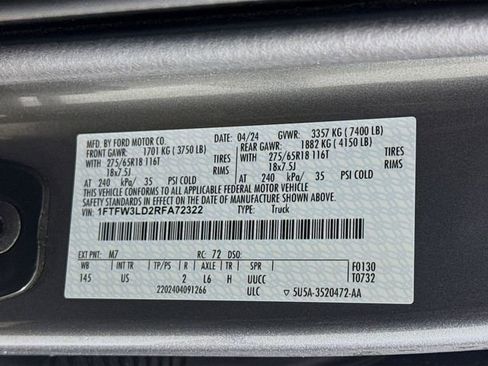 MFD. BY FORD MOTOR CO. 04/24 GVWR: 3357 KG ( 7400 LB)
FRONT GAWR: 1701 KG ( 3750 LB) REAR GAWR: 1882 KG ( 4150 LB)
WITH 275/65R18 116T TIRES WITH 275/65R18 116T TIRES
18x7.5J RIMS 18x7.5J RIMS
AT 240 kPa/ 35 PSI COLD AT 240 kPa/ 35 PSI COLD
THIS VEHICLE CONFORMS TO ALL APPLICABLE FEDERAL MOTOR VEHICLE
SAFETY STANDARDS IN EFFECT ON THE DATE OF MANUFACTURE SHOWN ABOVE.
VIN: 1FTFW3LD2RFA72322 TYPE: Truck
EXT PNT: M7 RC: 72 DSO: F0130
WB INT TR TP/PS R AXLE TR SPR T0732
145 US 2 L6 H UUCC
2202404091266 ULC ▽ 5U5A-3520472-AA